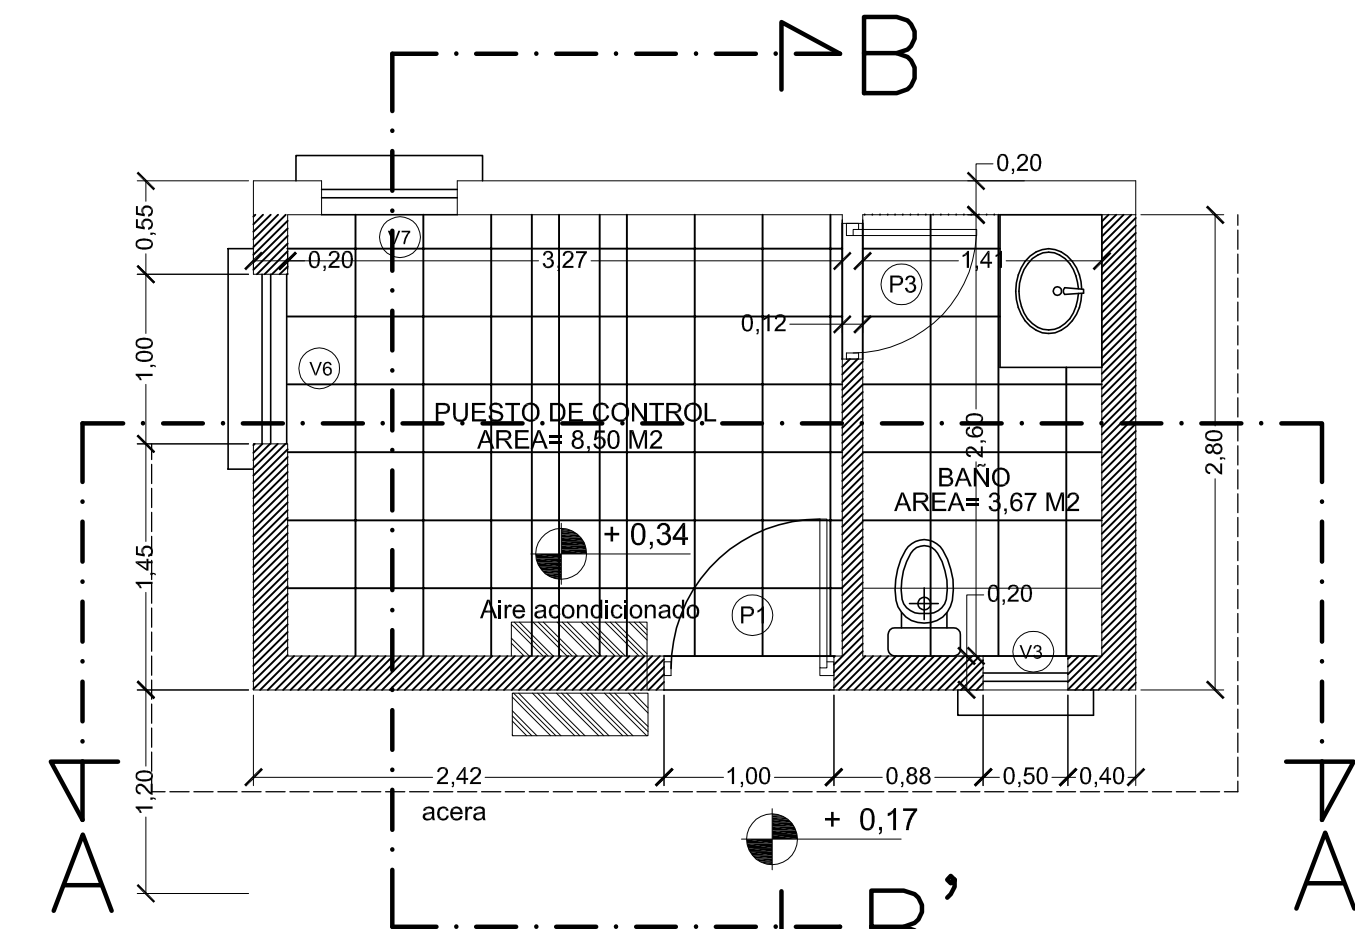 B
0,20
0,55
V7
0,20
3,27
1,41
P3
0,12
1,00
V6
PUESTO DE CONTROL
AREA= 8,50 M2
2,60
2,80
BAÑO
AREA= 3,67 M2
+ 0,34
1,45
Aire acondicionado
P1
0,20
V3
2,42
1,00
0,88
0,50
0,40
1,20
acera
+ 0,17
A
A
B'